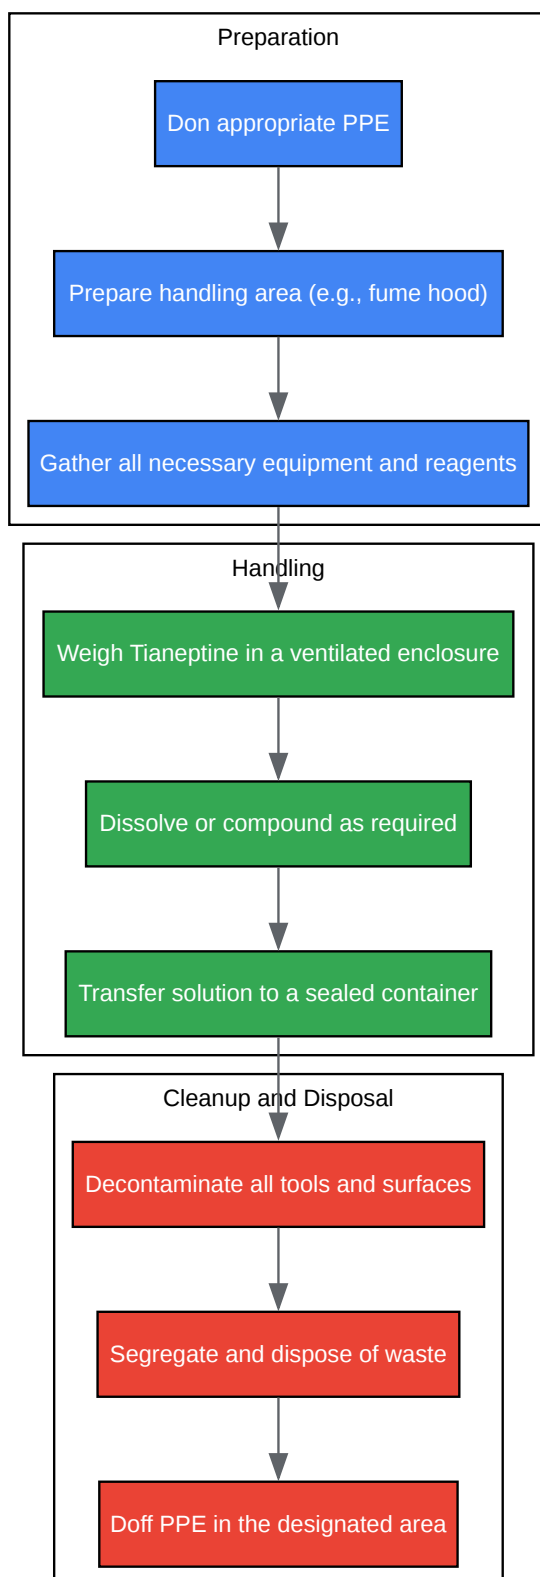 Preparation
Don appropriate PPE
Prepare handling area (e.g., fume hood)
Gather all necessary equipment and reagents
Handling
Weigh Tianeptine in a ventilated enclosure
Dissolve or compound as required
Transfer solution to a sealed container
Cleanup and Disposal
Decontaminate all tools and surfaces
Segregate and dispose of waste
Doff PPE in the designated area